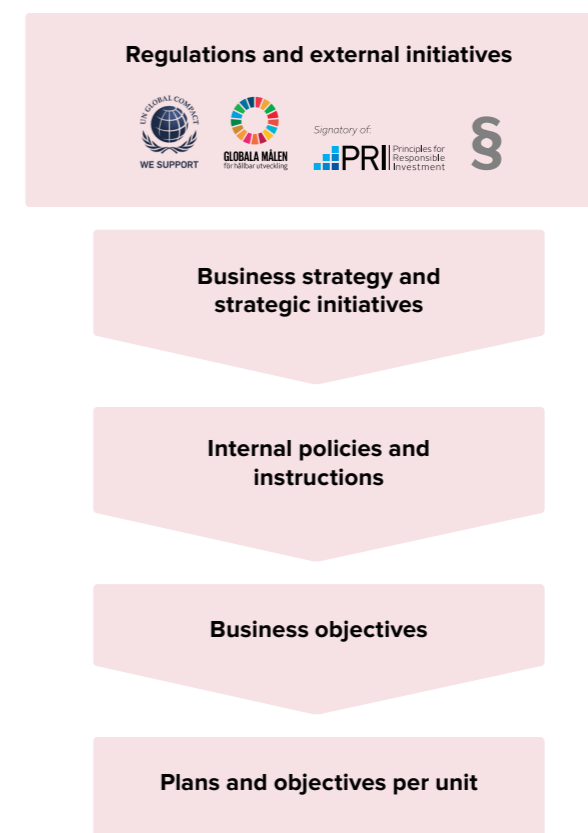 Regulations and external initiatives
UN GLOBAL COMPACT
WE SUPPORT
GLOBALA MÅLEN
för hållbar utveckling
Signatory of:
PRI Principles for
Responsible
Investment
§
Business strategy and
strategic initiatives
Internal policies and
instructions
Business objectives
Plans and objectives per unit